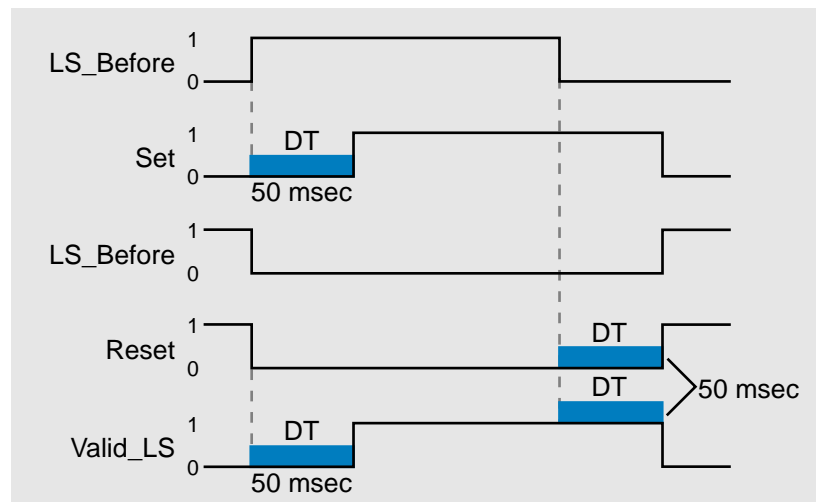 1
LS_Before
0
1
DT
Set
0
50 msec
1
LS_Before
0
1
DT
Reset
0
DT
50 msec
1
DT
Valid_LS
0
50 msec